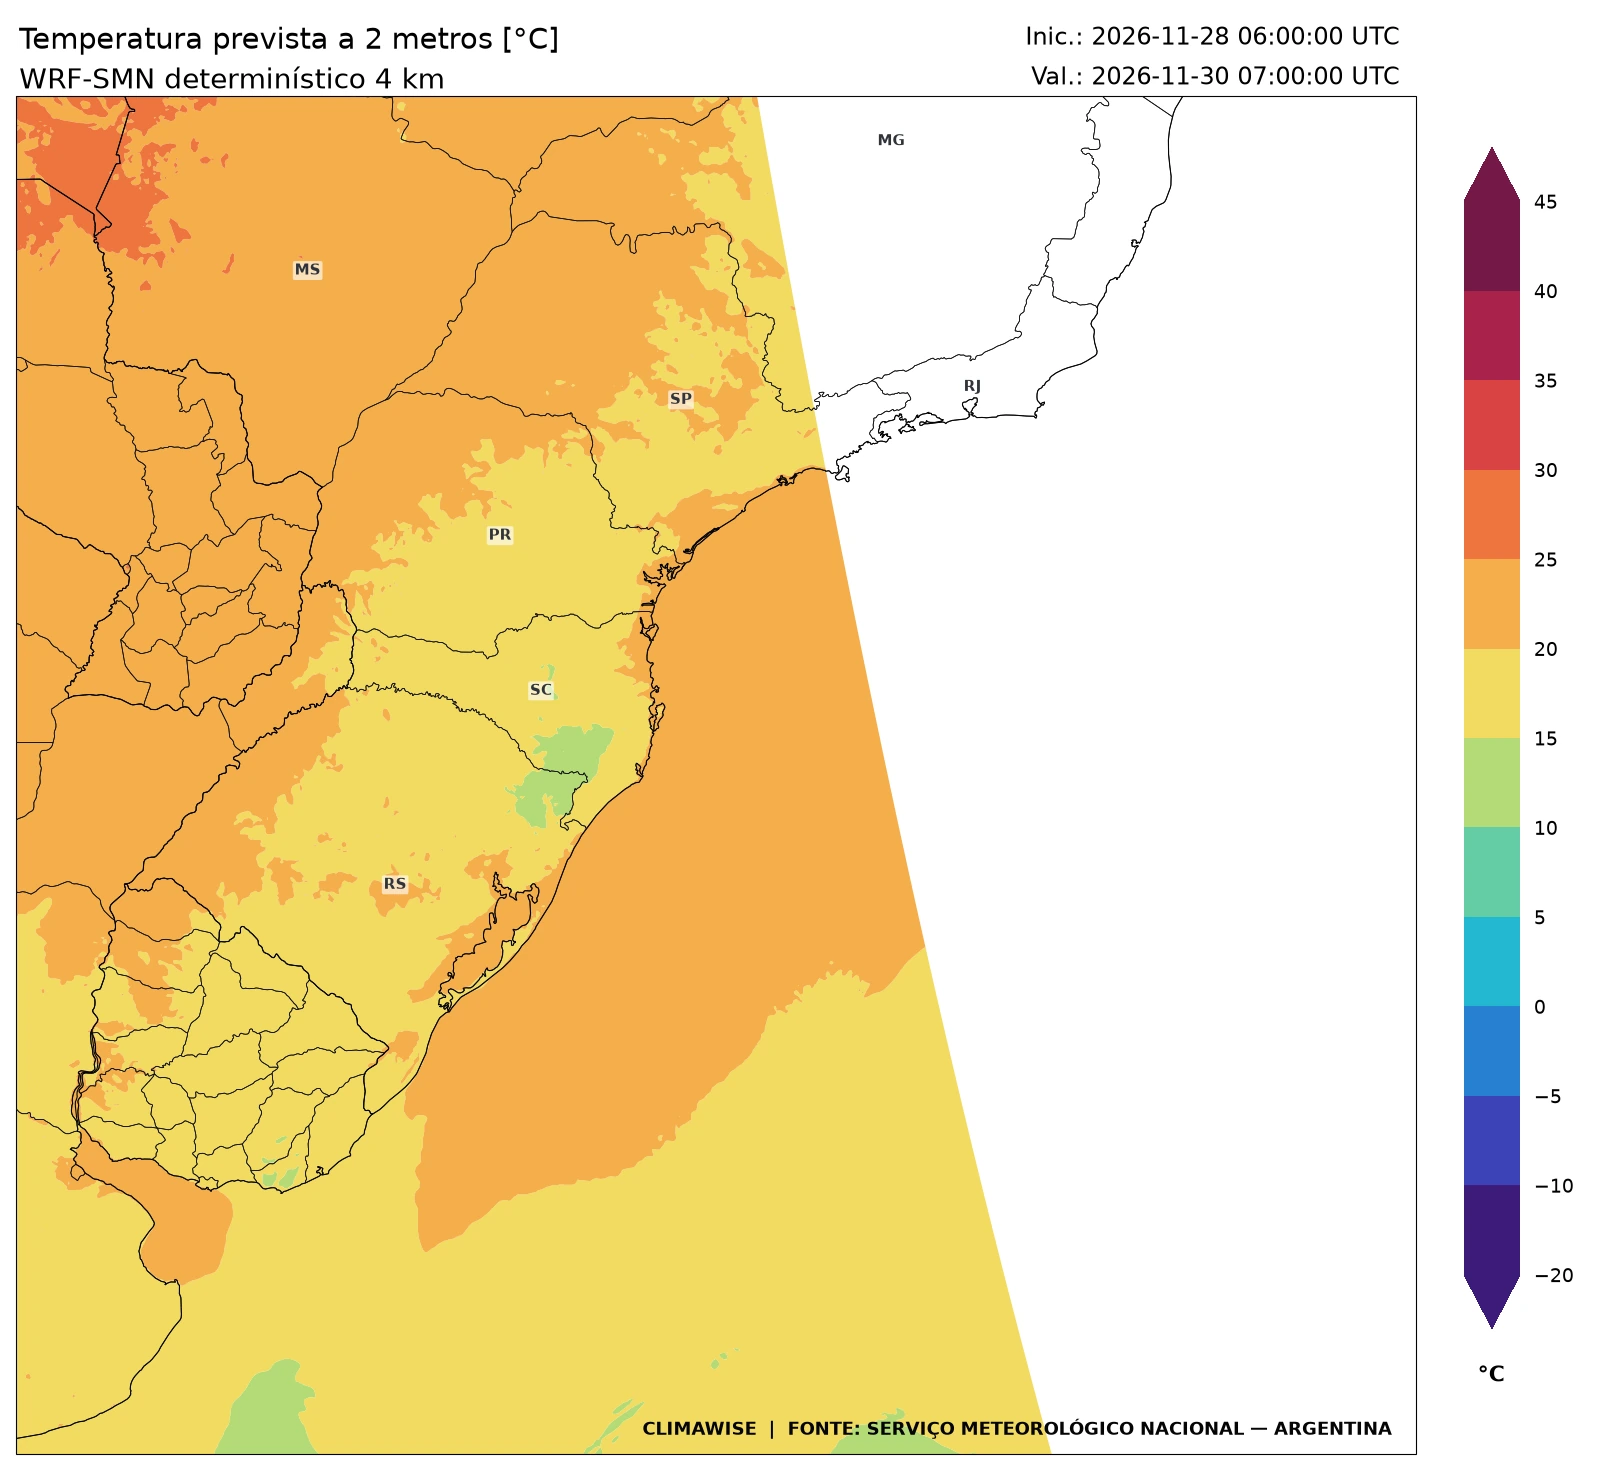 Temperatura prevista a 2 metros [°C]
WRF-SMN determinístico 4 km
Inic.: 2026-11-28 06:00:00 UTC
Val.: 2026-11-30 07:00:00 UTC
MG
MS
RJ
SP
PR
SC
RS
45
40
35
30
25
20
15
10
5
0
−5
−10
−20
°C
CLIMAWISE | FONTE: SERVIÇO METEOROLÓGICO NACIONAL — ARGENTINA